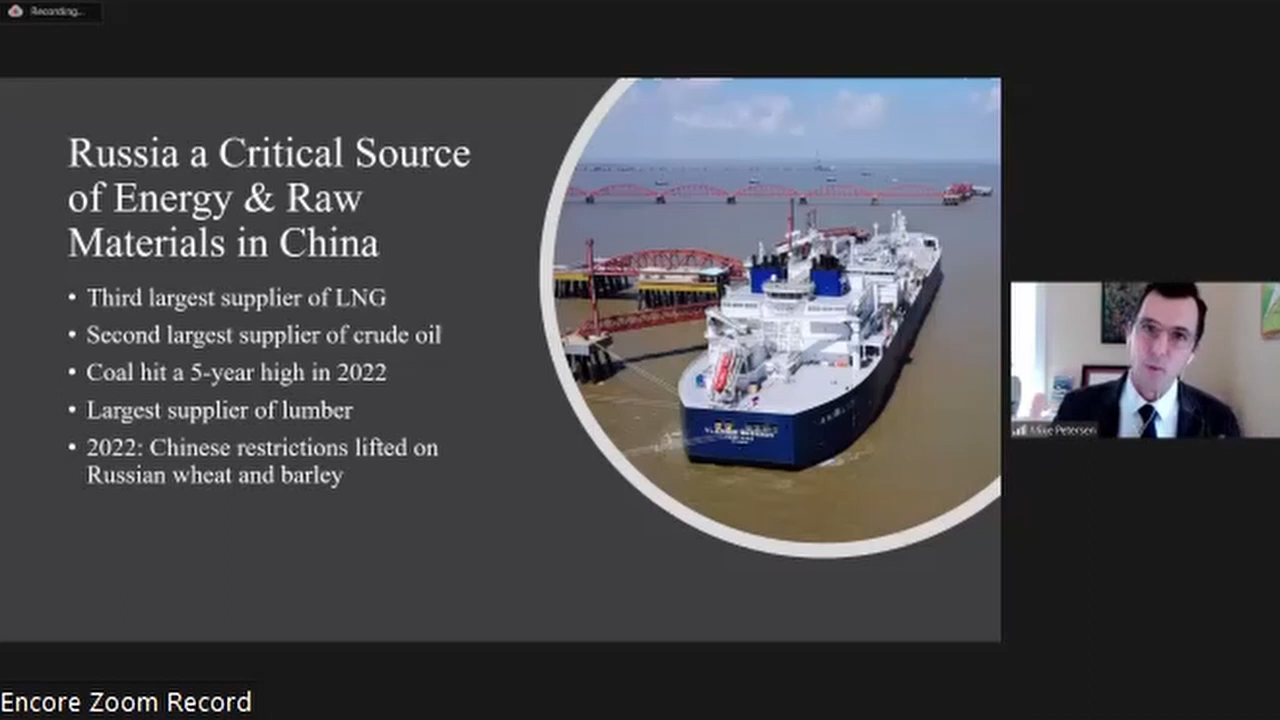 Recording...
Russia a Critical Source
of Energy & Raw
Materials in China
• Third largest supplier of LNG
• Second largest supplier of crude oil
• Coal hit a 5-year high in 2022
• Largest supplier of lumber
• 2022: Chinese restrictions lifted on
Russian wheat and barley
Mike Petersen
Encore Zoom Record